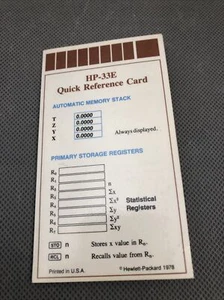 HP-33E
Quick Reference Card
AUTOMATIC MEMORY STACK
T 0.0000
Z 0.0000
Y 0.0000
X 0.0000 Always displayed.
PRIMARY STORAGE REGISTERS
R₀
R₁
R₂ n
R₃ Σx
R₄ Σx² Statistical
R₅ Σy Registers
R₆ Σy²
R₇ Σxy
STO n Stores x value in Rₙ.
RCL n Recalls value from Rₙ.
Printed in U.S.A. © Hewlett-Packard 1978